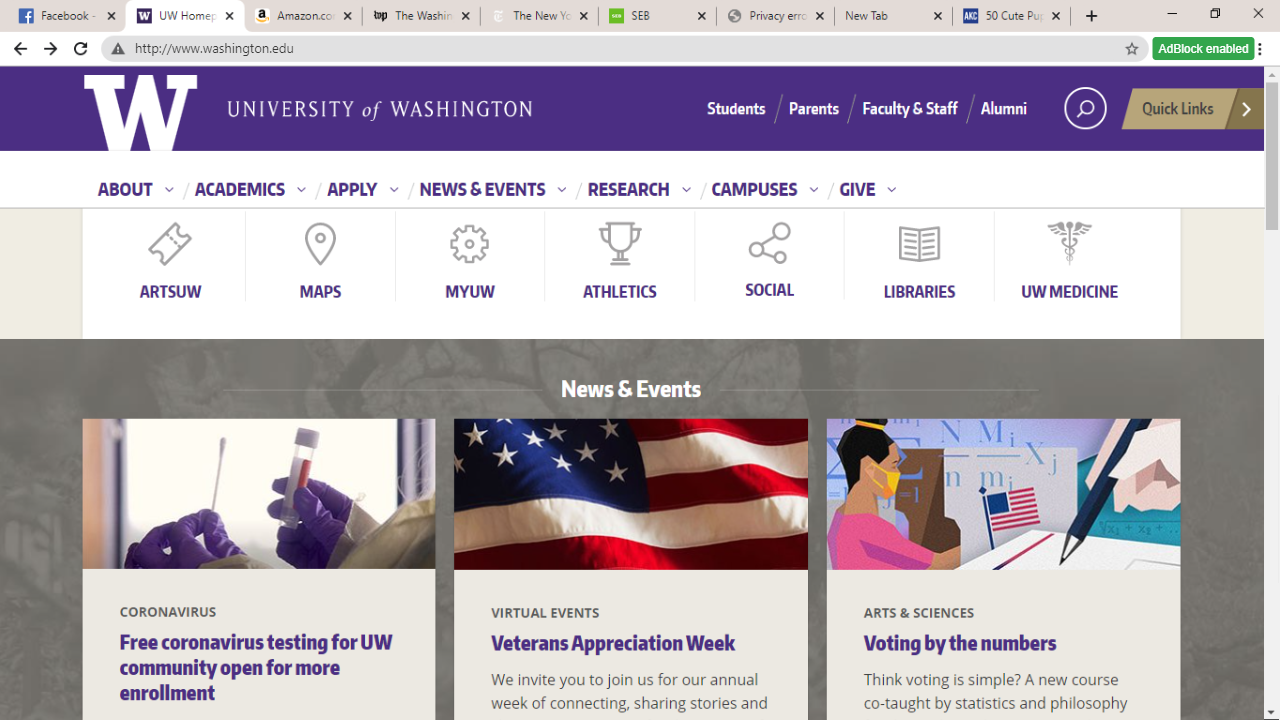 Facebook -
UW Homep
Amazon.co
The Washin
The New Yo
SEB
Privacy erro
New Tab
50 Cute Pu
http://www.washington.edu
AdBlock enabled
W
UNIVERSITY of WASHINGTON
Students
Parents
Faculty & Staff
Alumni
Quick Links
ABOUT
ACADEMICS
APPLY
NEWS & EVENTS
RESEARCH
CAMPUSES
GIVE
ARTSUW
MAPS
MYUW
ATHLETICS
SOCIAL
LIBRARIES
UW MEDICINE
News & Events
CORONAVIRUS
Free coronavirus testing for UW
community open for more
enrollment
VIRTUAL EVENTS
Veterans Appreciation Week
We invite you to join us for our annual
week of connecting, sharing stories and
ARTS & SCIENCES
Voting by the numbers
Think voting is simple? A new course
co-taught by statistics and philosophy